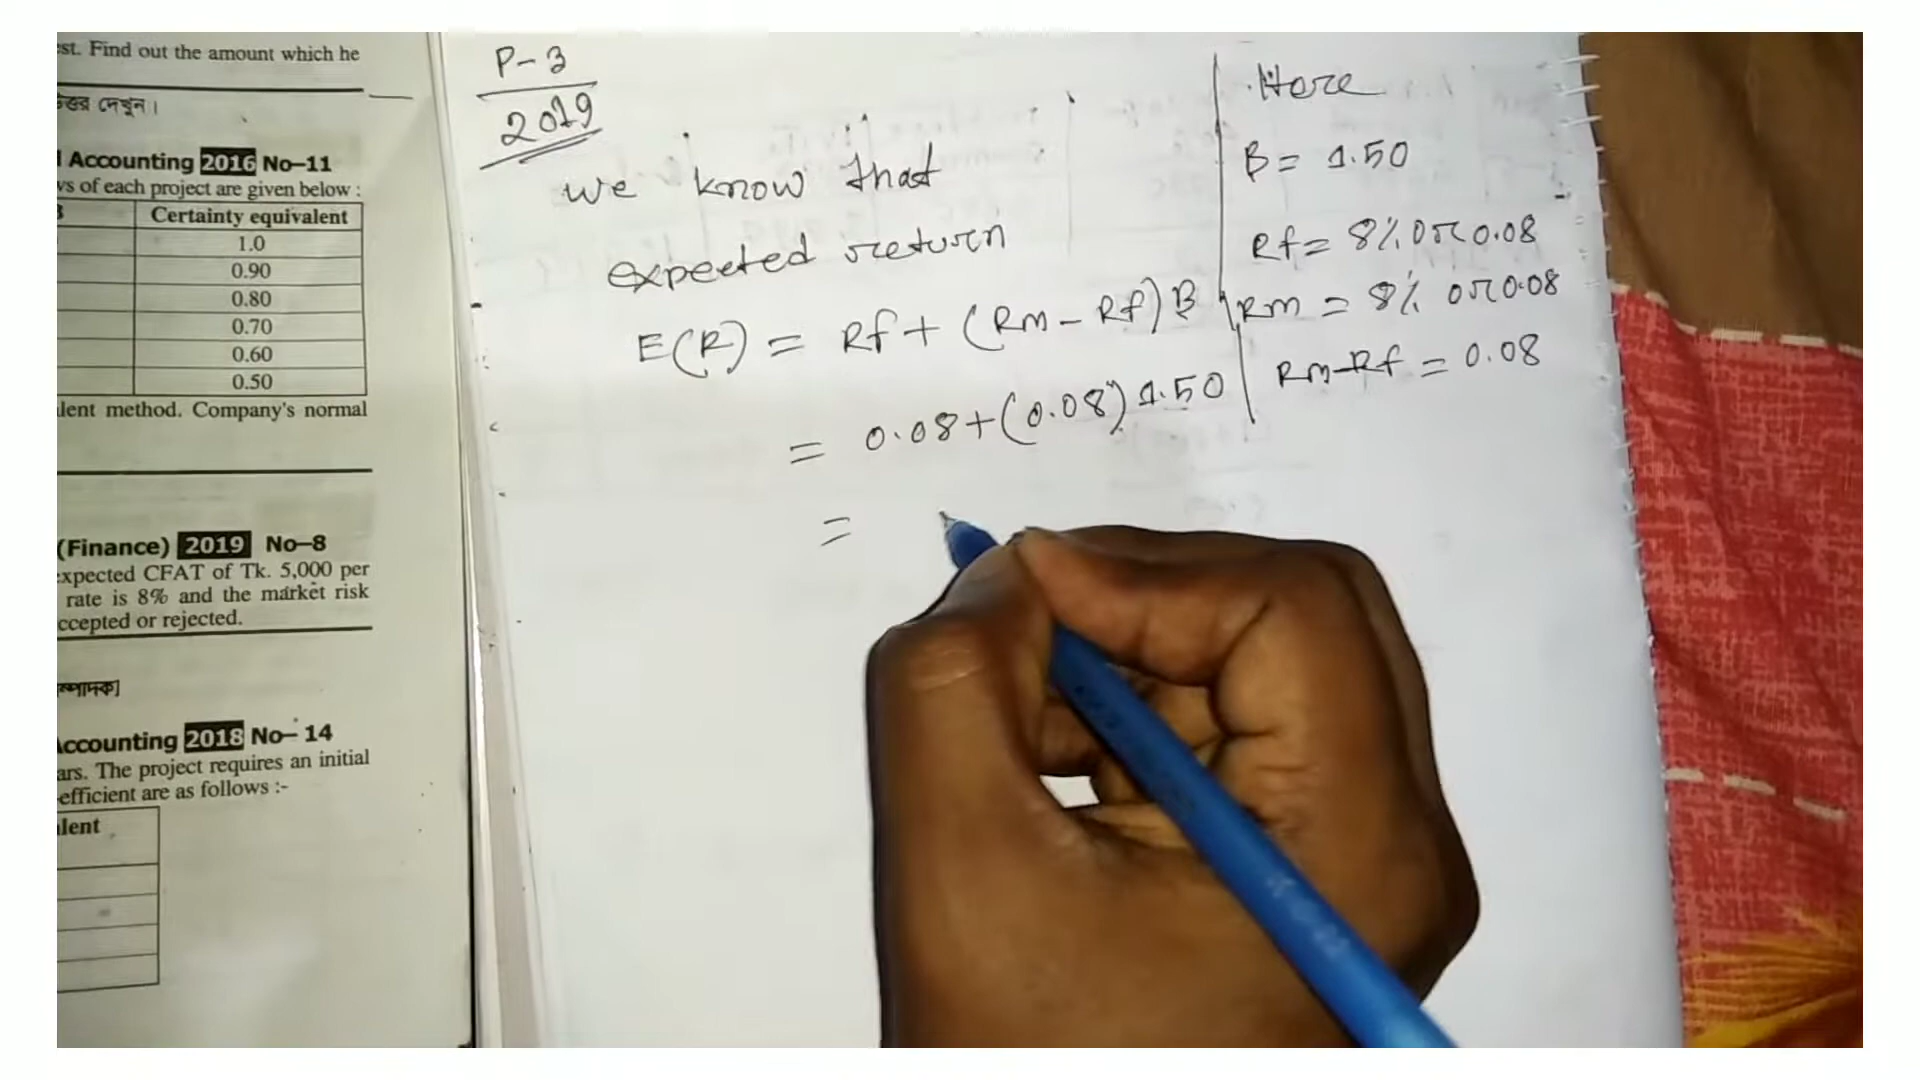 est. Find out the amount which he
উত্তর দেখুন।
Accounting 2016 No–11
ws of each project are given below :
Certainty equivalent
1.0
0.90
0.80
0.70
0.60
0.50
lent method. Company's normal
(Finance) 2019 No–8
expected CFAT of Tk. 5,000 per
rate is 8% and the market risk
ccepted or rejected.
Accounting 2018 No– 14
ars. The project requires an initial
efficient are as follows :-
lent
P-3
2019
we know that
expected return
E(R) = Rf + (Rm - Rf) B
= 0.08 + (0.08) 1.50
=
Here
B = 1.50
Rf = 8% or 0.08
Rm = 8% or 0.08
Rm-Rf = 0.08